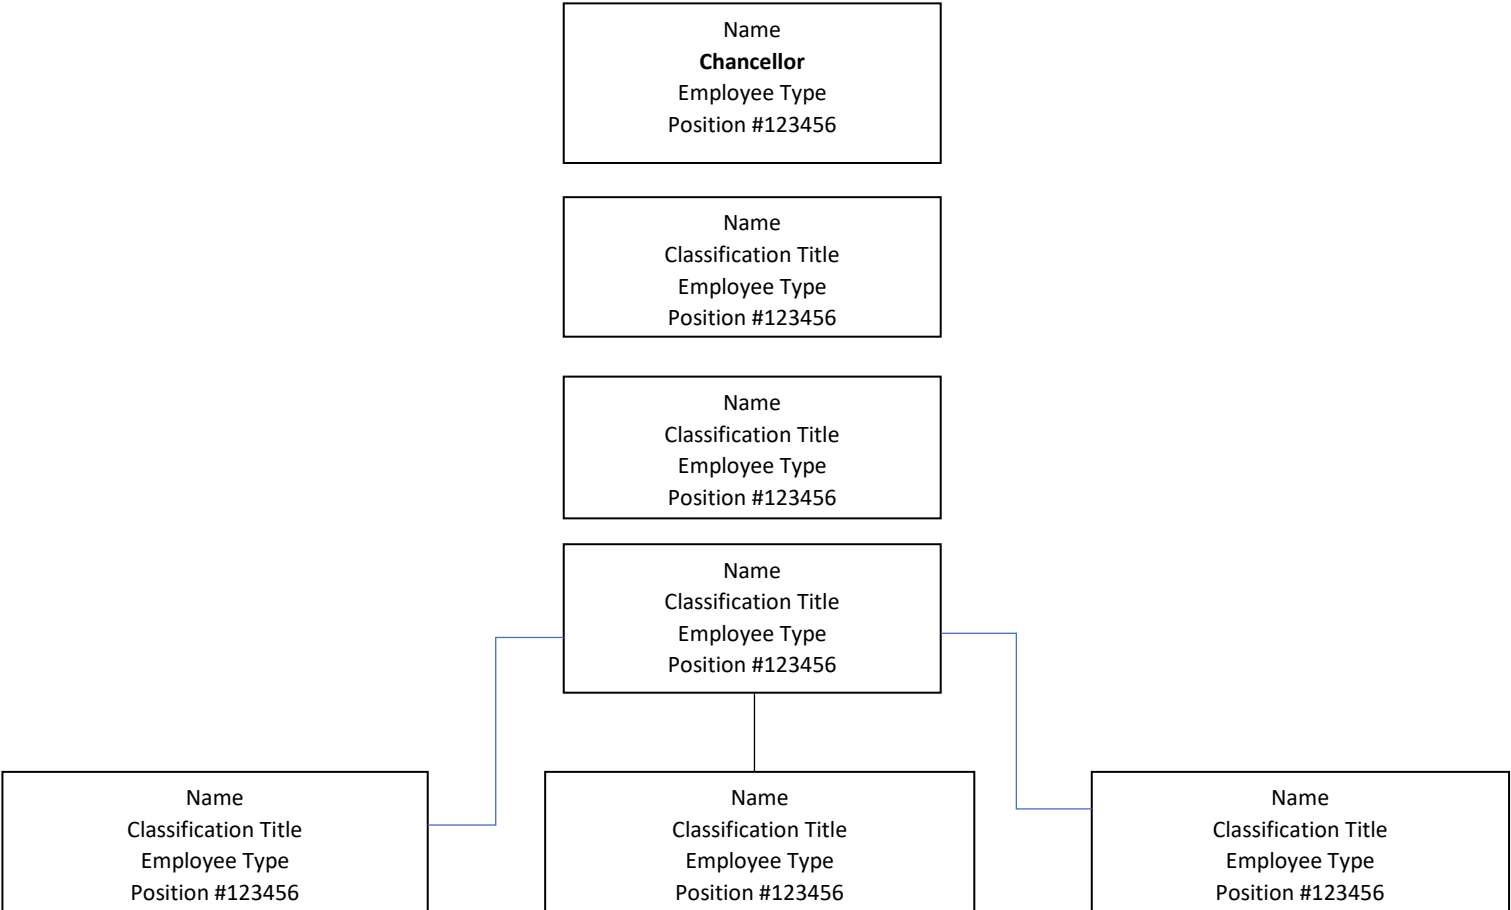 Name
Chancellor
Employee Type
Position #123456
Name
Classification Title
Employee Type
Position #123456
Name
Classification Title
Employee Type
Position #123456
Name
Classification Title
Employee Type
Position #123456
Name
Classification Title
Employee Type
Position #123456
Name
Classification Title
Employee Type
Position #123456
Name
Classification Title
Employee Type
Position #123456